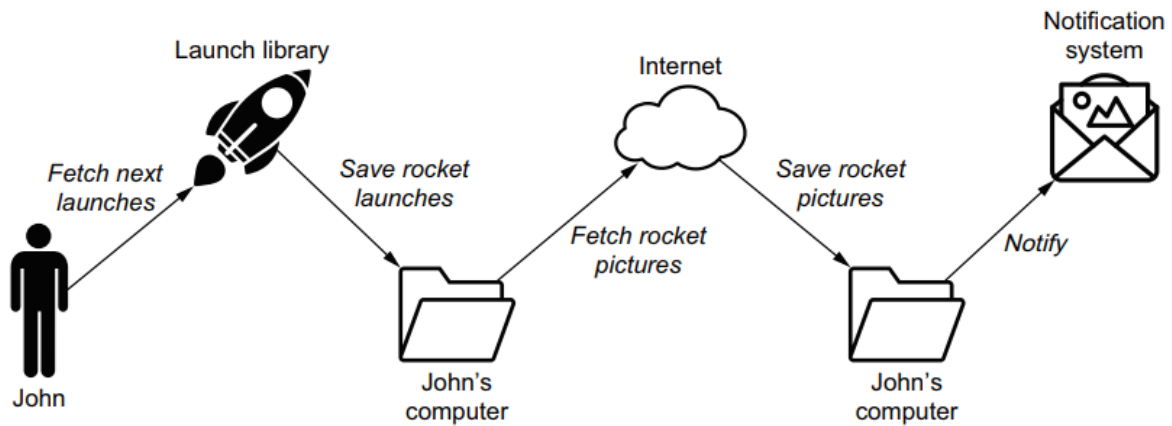 Launch library
Fetch next
launches
John
Save rocket
launches
John's
computer
Internet
Fetch rocket
pictures
Save rocket
pictures
John's
computer
Notify
Notification
system